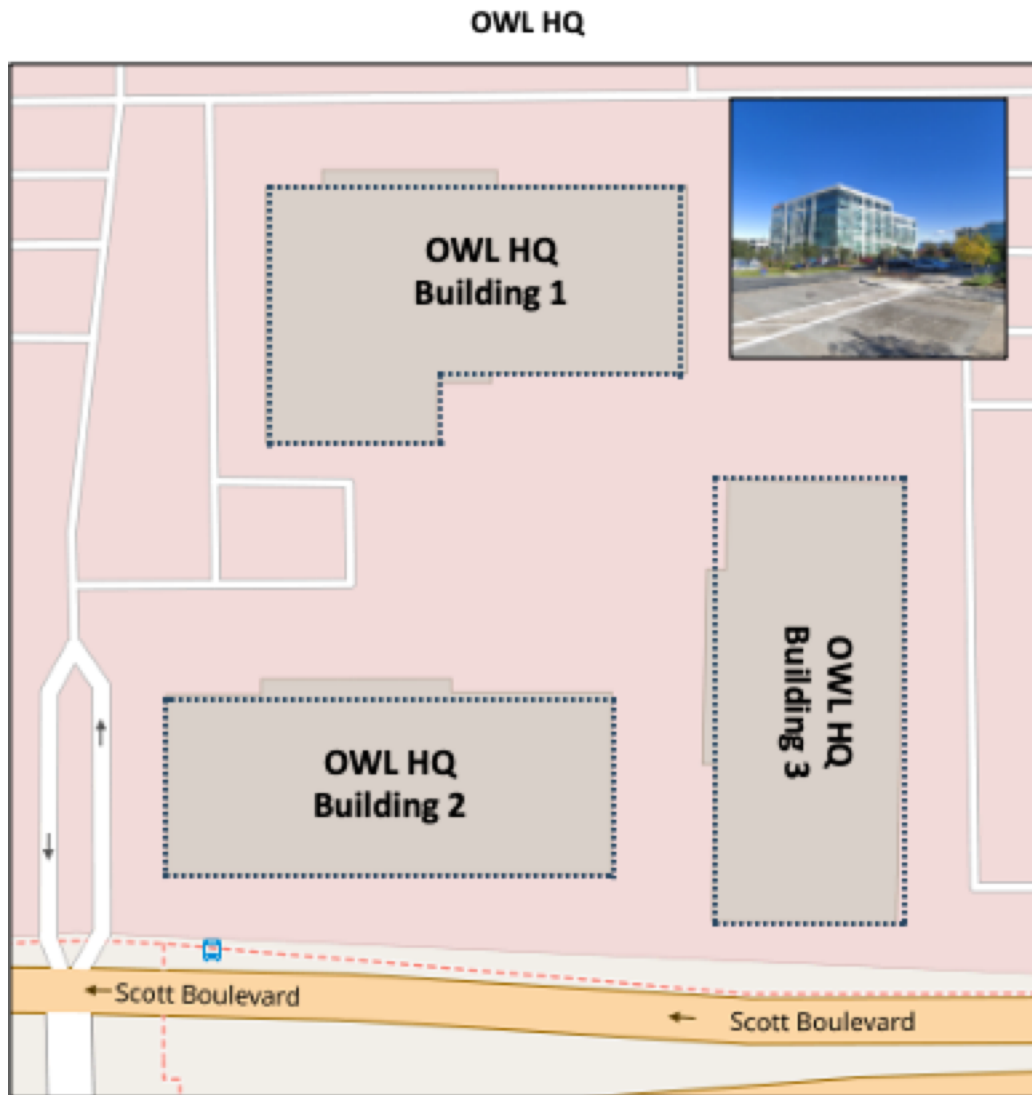 OWL HQ
OWL HQ
Building 1
OWL HQ
Building 3
OWL HQ
Building 2
Scott Boulevard
Scott Boulevard